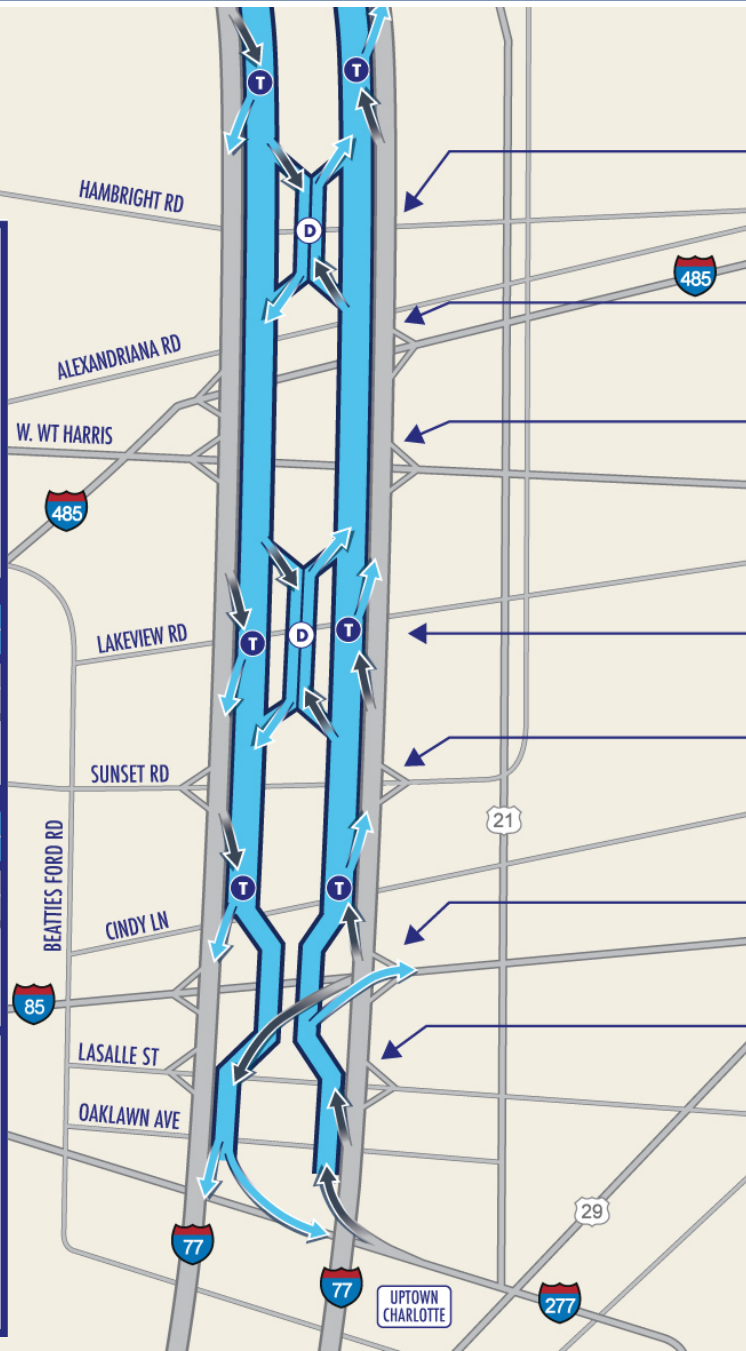 T
T
HAMBRIGHT RD
D
485
ALEXANDRIANA RD
W. WT HARRIS
485
LAKEVIEW RD
T
D
T
SUNSET RD
21
BEATTIES FORD RD
T
T
CINDY LN
85
LASALLE ST
OAKLAWN AVE
29
77
77
UPTOWN
CHARLOTTE
277